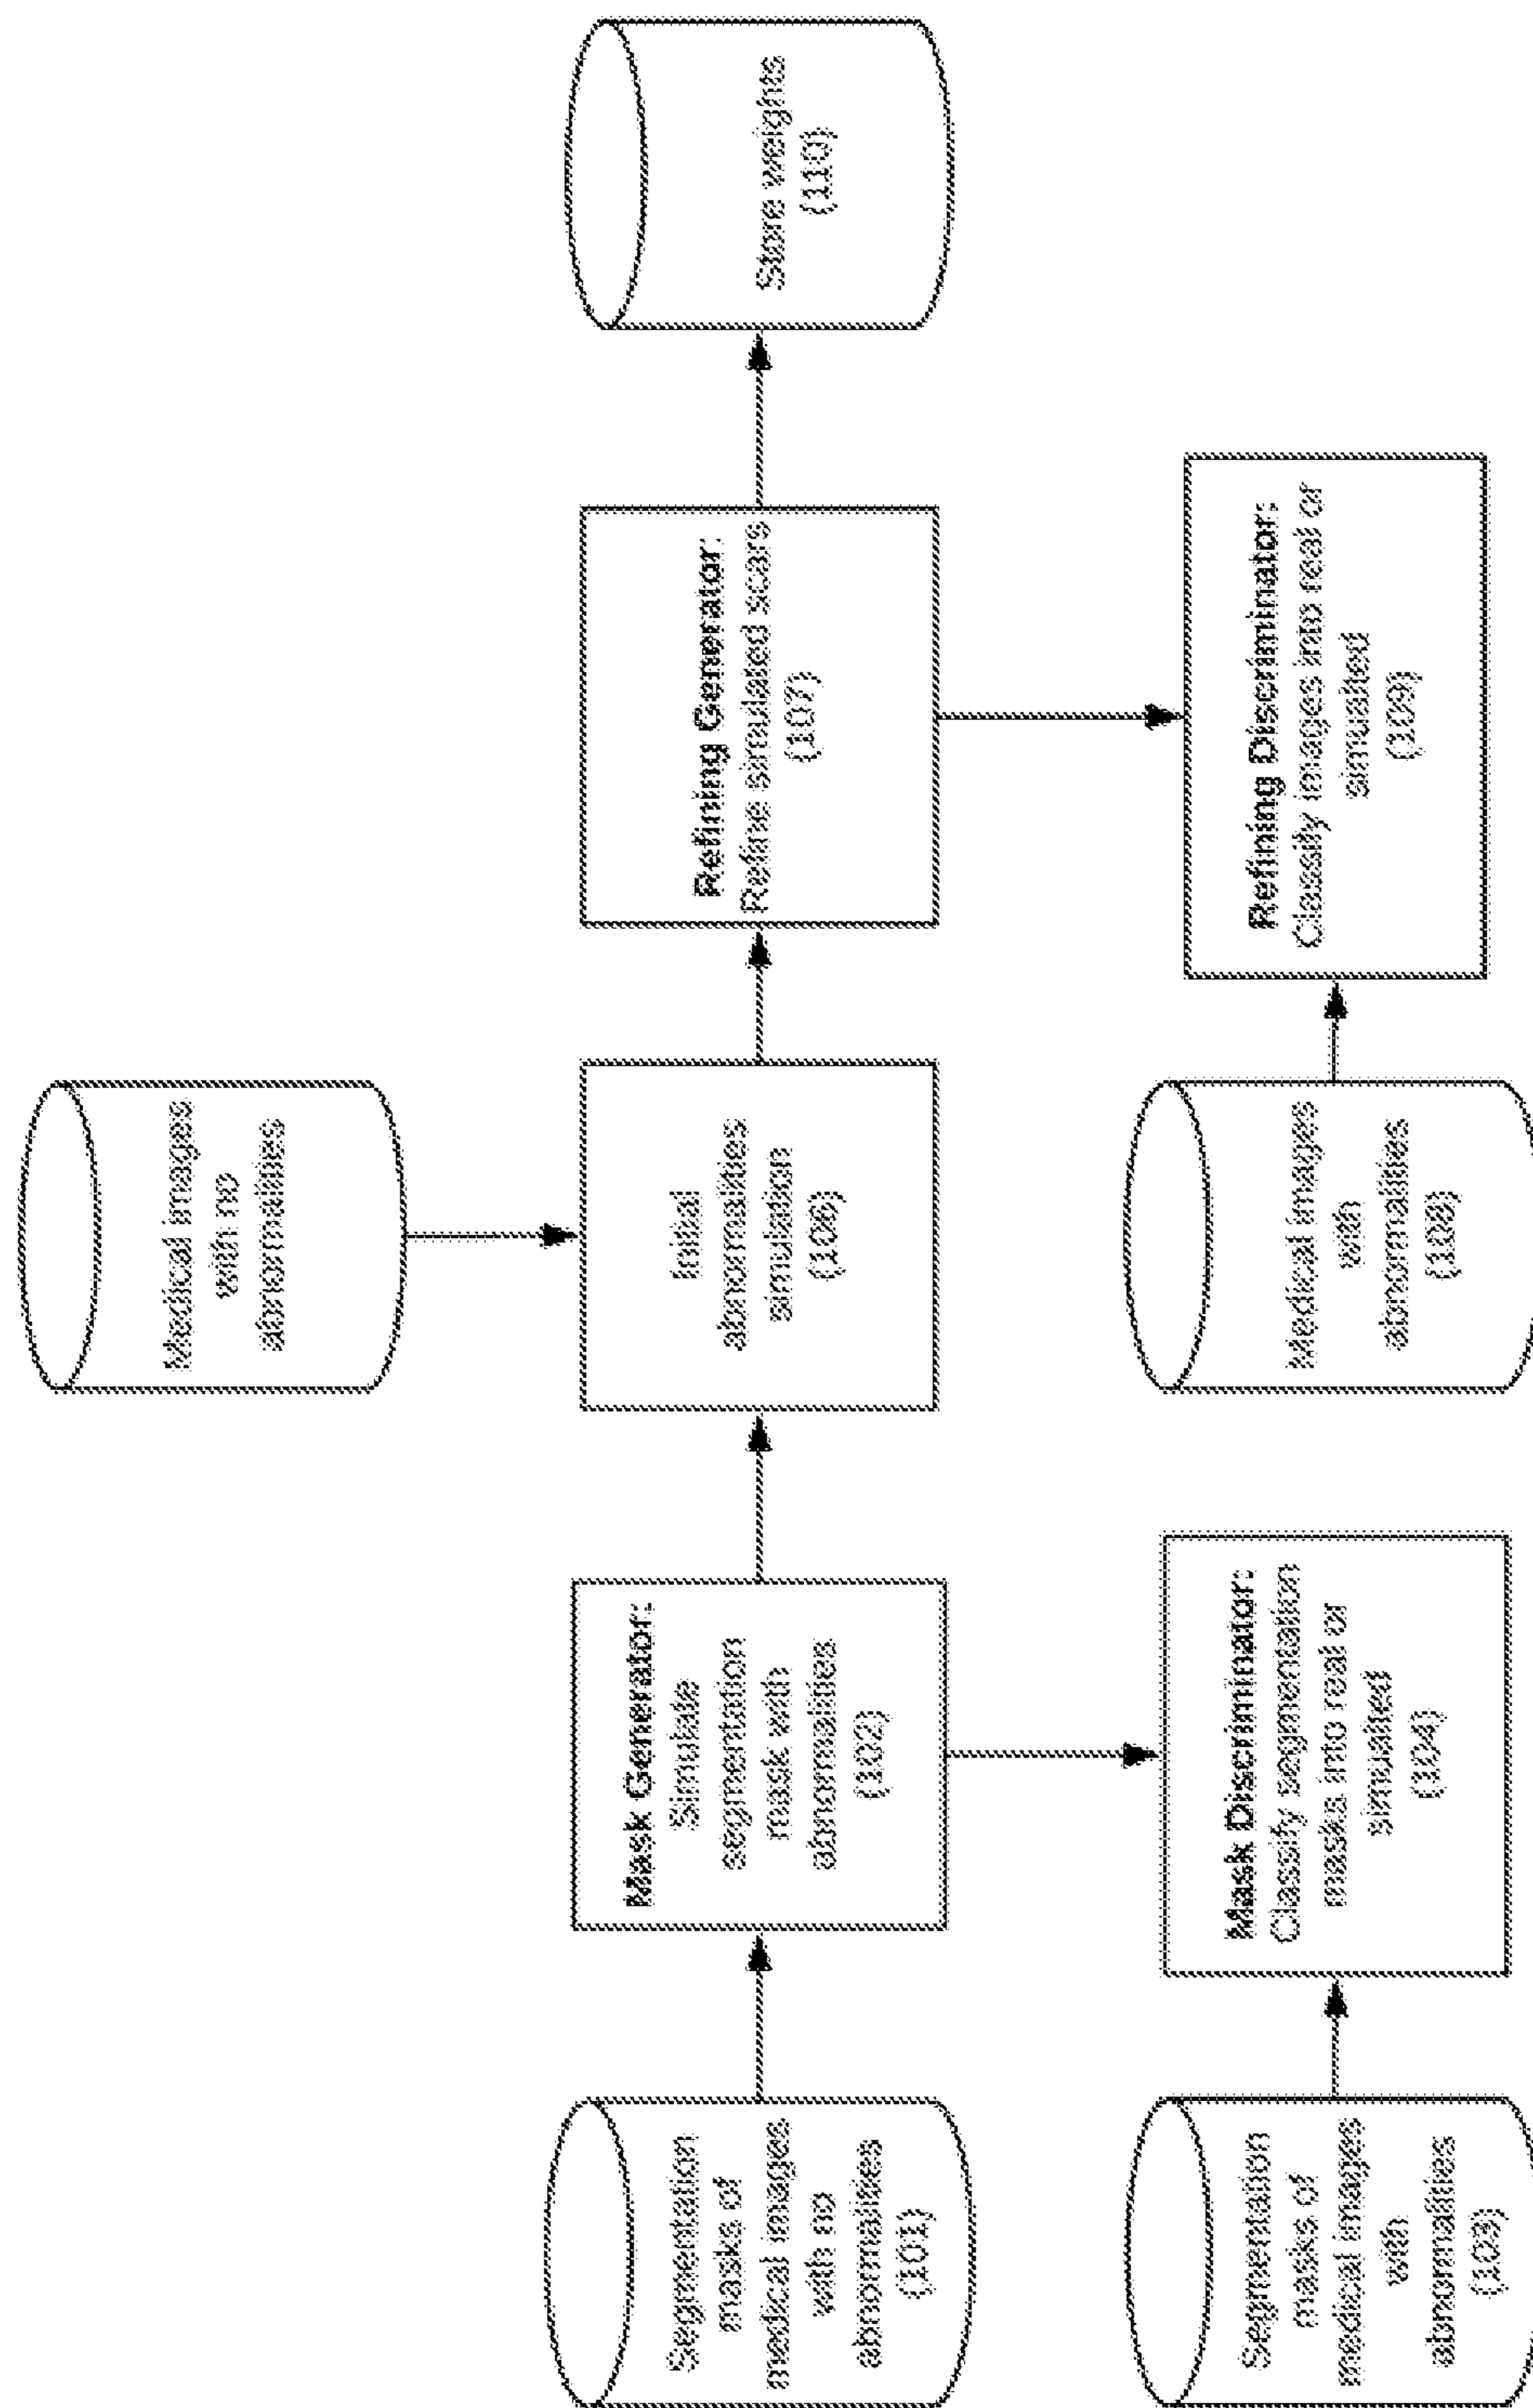 Medical images
with no
abnormalities
Segmentation
masks of
medical images
with no
abnormalities
(101)
Mask Generator:
Simulate
segmentation
mask with
abnormalities
(102)
Initial
abnormalities
simulation
(106)
Refining Generator:
Refine simulated scars
(107)
Store weights
(110)
Segmentation
masks of
medical images
with
abnormalities
(103)
Mask Discriminator:
Classify segmentation
masks into real or
simualted
(104)
Medical images
with
abnormalities
(108)
Refining Discriminator:
Classify images into real or
simualted
(109)